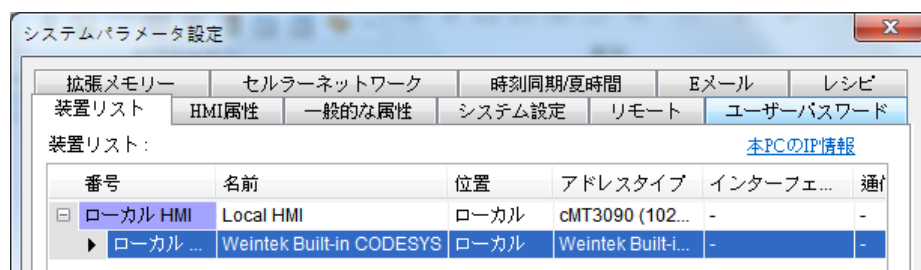 システムパラメータ設定
拡張メモリー セルラーネットワーク 時刻同期/夏時間 Eメール レシピ
装置リスト HMI属性 一般的な属性 システム設定 リモート ユーザーパスワード
装置リスト : 本PCのIP情報
番号 名前 位置 アドレスタイプ インターフェ... 通信
ローカル HMI Local HMI ローカル cMT3090 (102... - -
ローカル ... Weintek Built-in CODESYS ローカル Weintek Built-i... - -